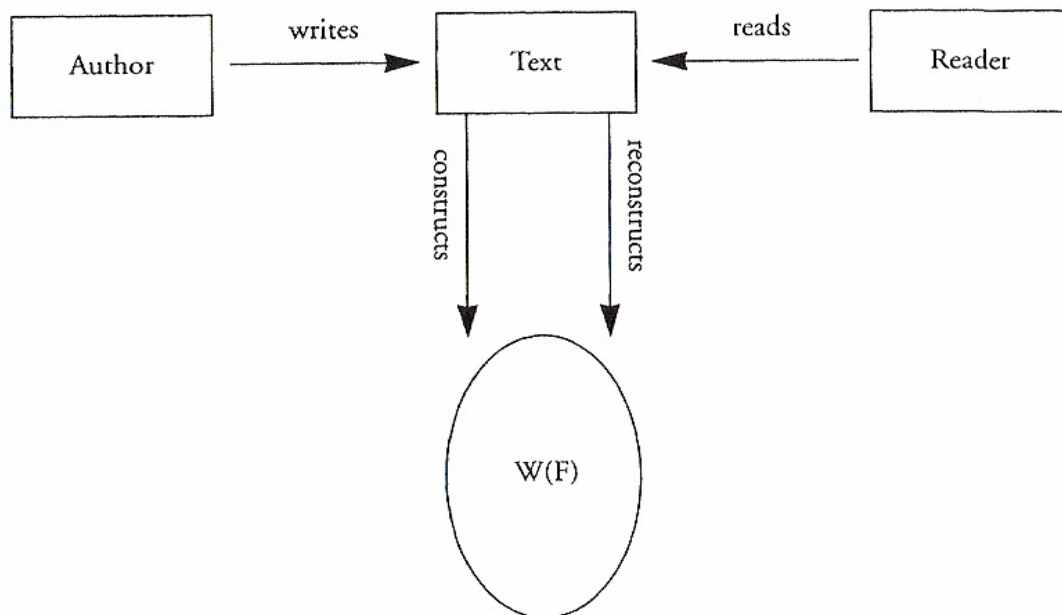 writes
reads
Author
Text
Reader
constructs
reconstructs
W(F)